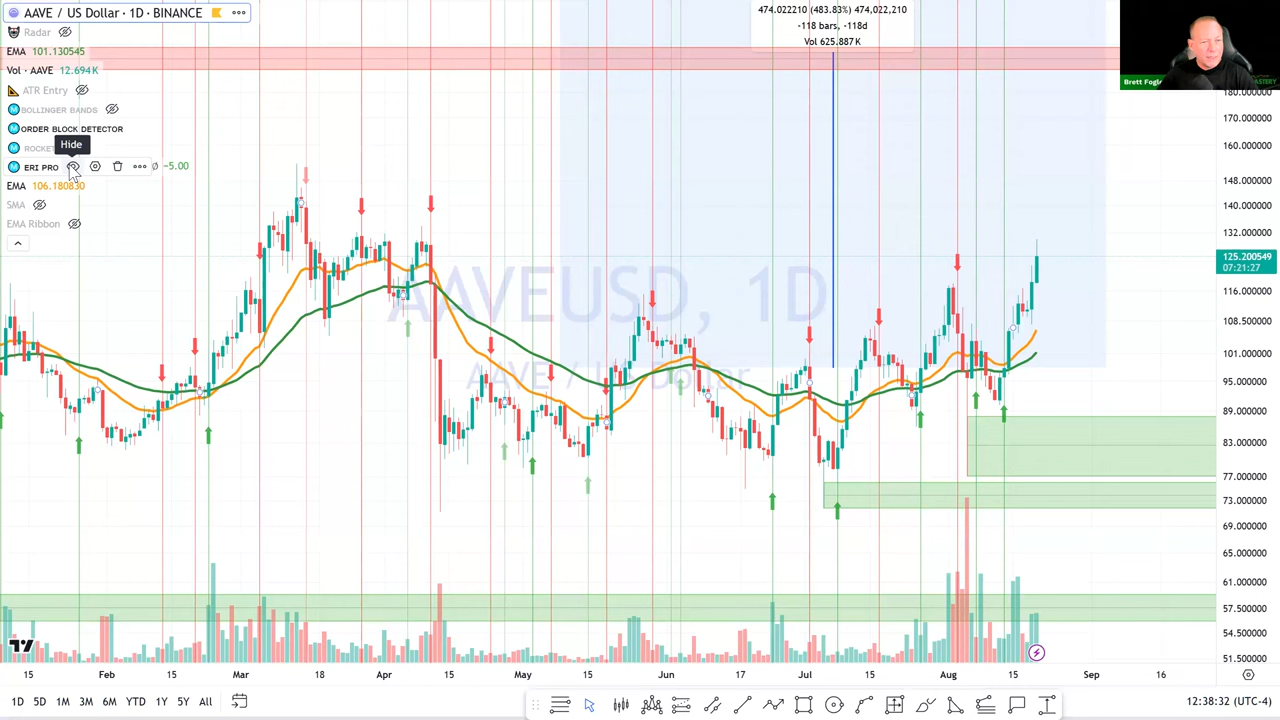 AAVE / US Dollar · 1D · BINANCE
Radar
EMA 101.130545
Vol · AAVE 12.694K
ATR Entry
BOLLINGER BANDS
ORDER BLOCK DETECTOR
Hide
ROCKET
ERI PRO ∅ −5.00
EMA 106.180830
SMA
EMA Ribbon
474.022210 (483.83%) 474,022,210
-118 bars, -118d
Vol 625.887K
Brett Fogle
AAVEUSD, 1D
AAVE / US Dollar
180.000000
170.000000
160.000000
148.000000
140.000000
132.000000
125.200549
07:21:27
116.000000
108.500000
101.000000
95.000000
89.000000
83.000000
77.000000
73.000000
69.000000
65.000000
61.000000
57.500000
54.500000
51.500000
15 Feb 15 Mar 18 Apr 15 May 15 Jun 17 Jul 15 Aug 15 Sep 16
1D 5D 1M 3M 6M YTD 1Y 5Y All
12:38:32 (UTC-4)